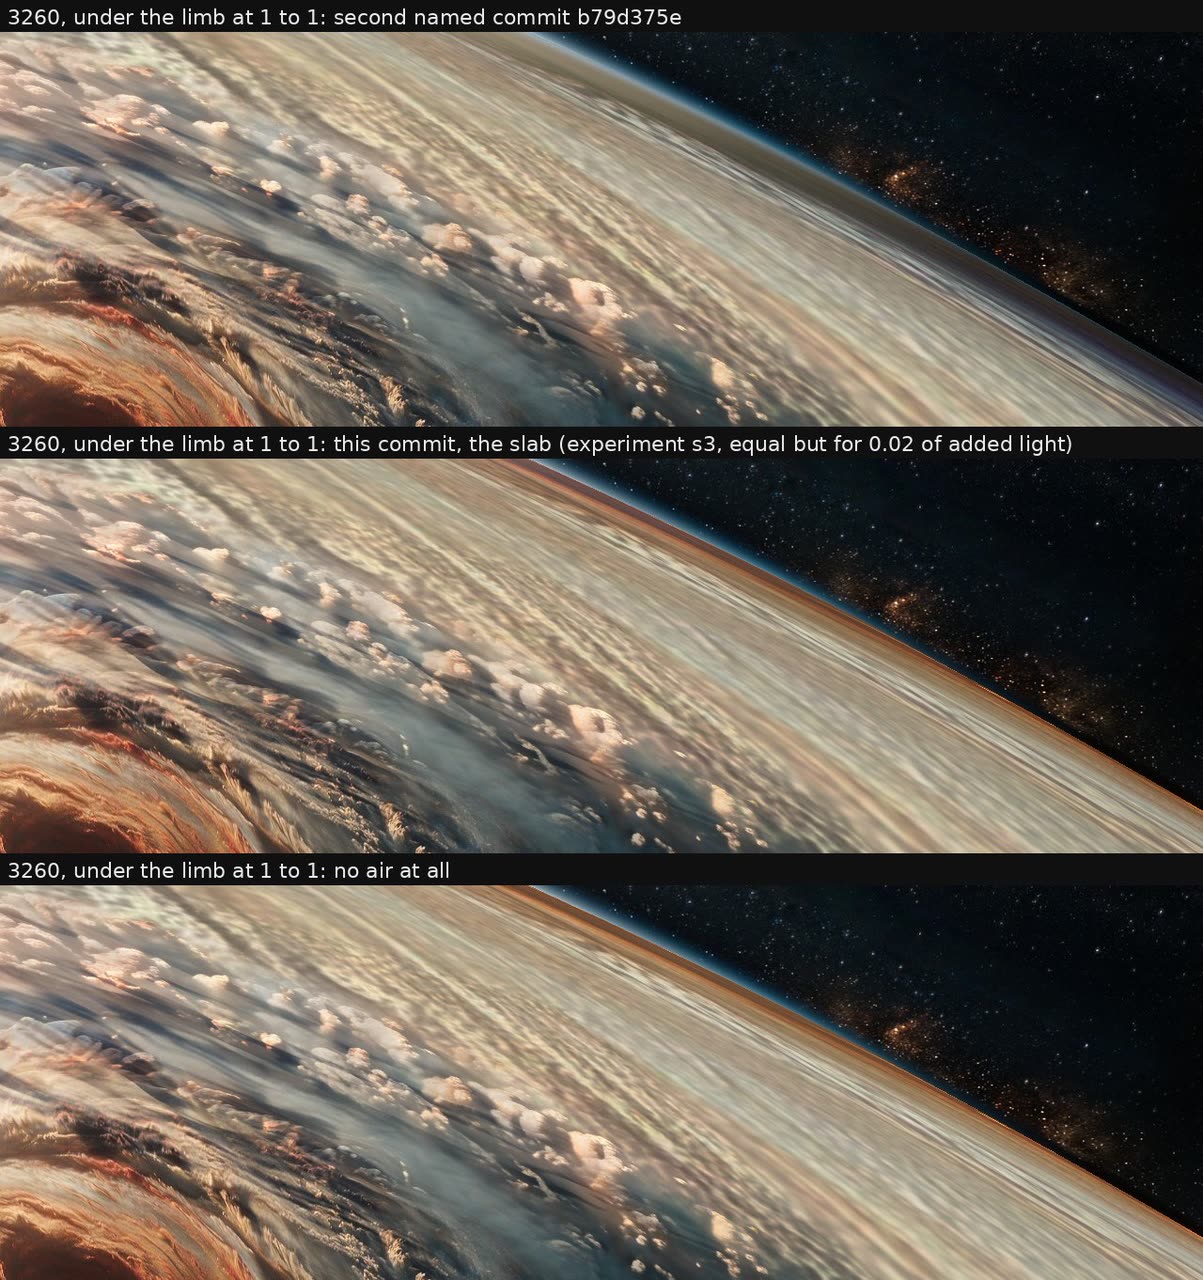 3260, under the limb at 1 to 1: second named commit b79d375e
3260, under the limb at 1 to 1: this commit, the slab (experiment s3, equal but for 0.02 of added light)
3260, under the limb at 1 to 1: no air at all